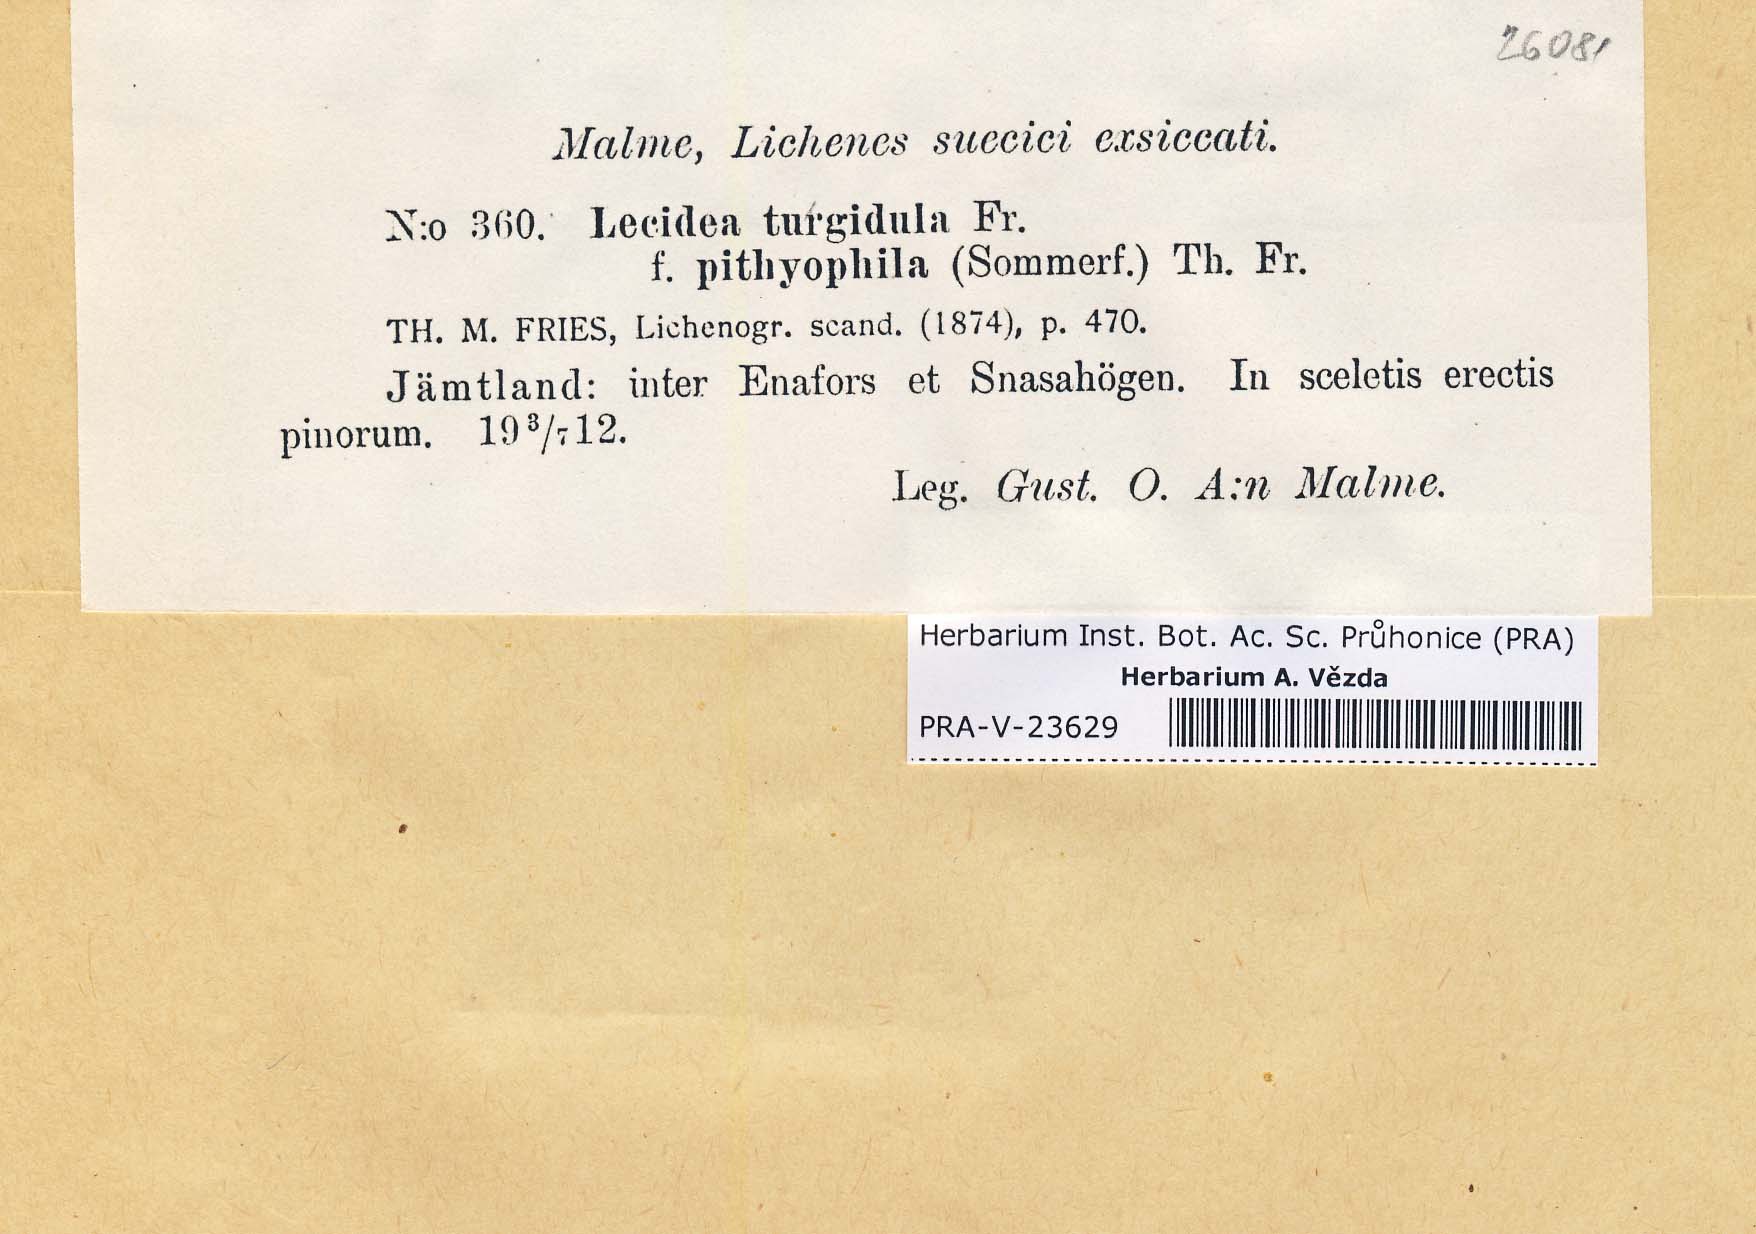 26081
Malme, Lichenes suecici exsiccati.
N:o 360. Lecidea turgidula Fr.
f. pithyophila (Sommerf.) Th. Fr.
TH. M. FRIES, Lichenogr. scand. (1874), p. 470.
Jämtland: inter Enafors et Snasahögen. In sceletis erectis
pinorum. 19 3/7 12.
Leg. Gust. O. A:n Malme.
Herbarium Inst. Bot. Ac. Sc. Průhonice (PRA)
Herbarium A. Vězda
PRA-V-23629